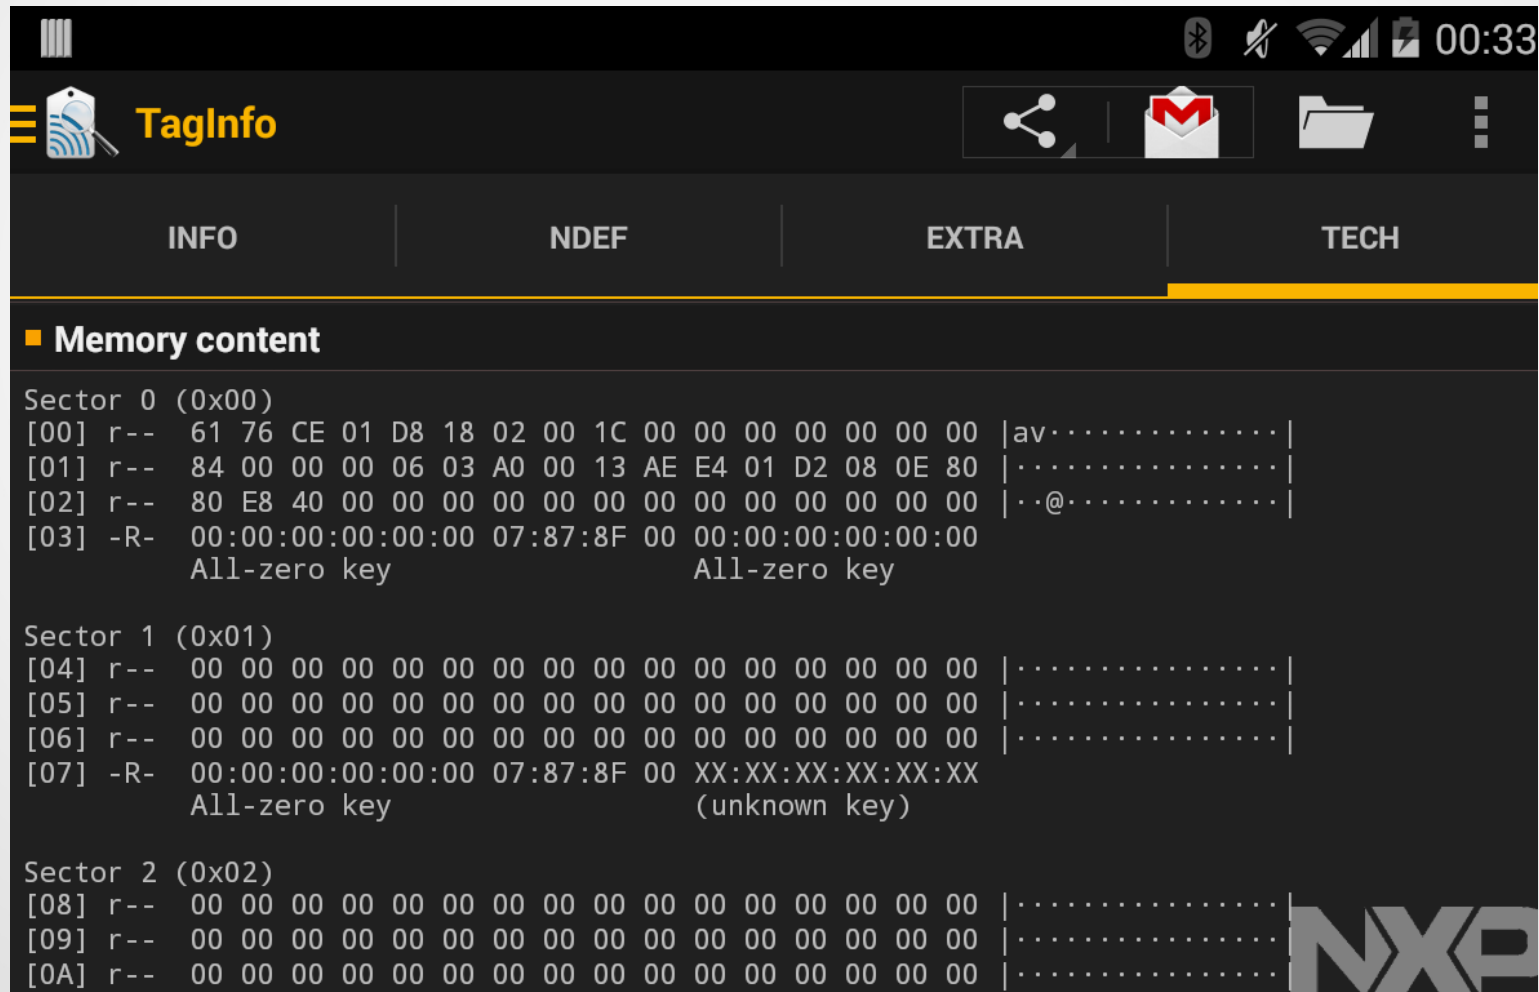 00:33
TagInfo
INFO NDEF EXTRA TECH
Memory content
Sector 0 (0x00)
[00] r-- 61 76 CE 01 D8 18 02 00 1C 00 00 00 00 00 00 00 |av··············|
[01] r-- 84 00 00 00 06 03 A0 00 13 AE E4 01 D2 08 0E 80 |················|
[02] r-- 80 E8 40 00 00 00 00 00 00 00 00 00 00 00 00 00 |··@·············|
[03] -R- 00:00:00:00:00:00 07:87:8F 00 00:00:00:00:00:00
All-zero key All-zero key
Sector 1 (0x01)
[04] r-- 00 00 00 00 00 00 00 00 00 00 00 00 00 00 00 00 |················|
[05] r-- 00 00 00 00 00 00 00 00 00 00 00 00 00 00 00 00 |················|
[06] r-- 00 00 00 00 00 00 00 00 00 00 00 00 00 00 00 00 |················|
[07] -R- 00:00:00:00:00:00 07:87:8F 00 XX:XX:XX:XX:XX:XX
All-zero key (unknown key)
Sector 2 (0x02)
[08] r-- 00 00 00 00 00 00 00 00 00 00 00 00 00 00 00 00 |················|
[09] r-- 00 00 00 00 00 00 00 00 00 00 00 00 00 00 00 00 |················|
[0A] r-- 00 00 00 00 00 00 00 00 00 00 00 00 00 00 00 00 |················|
NXP